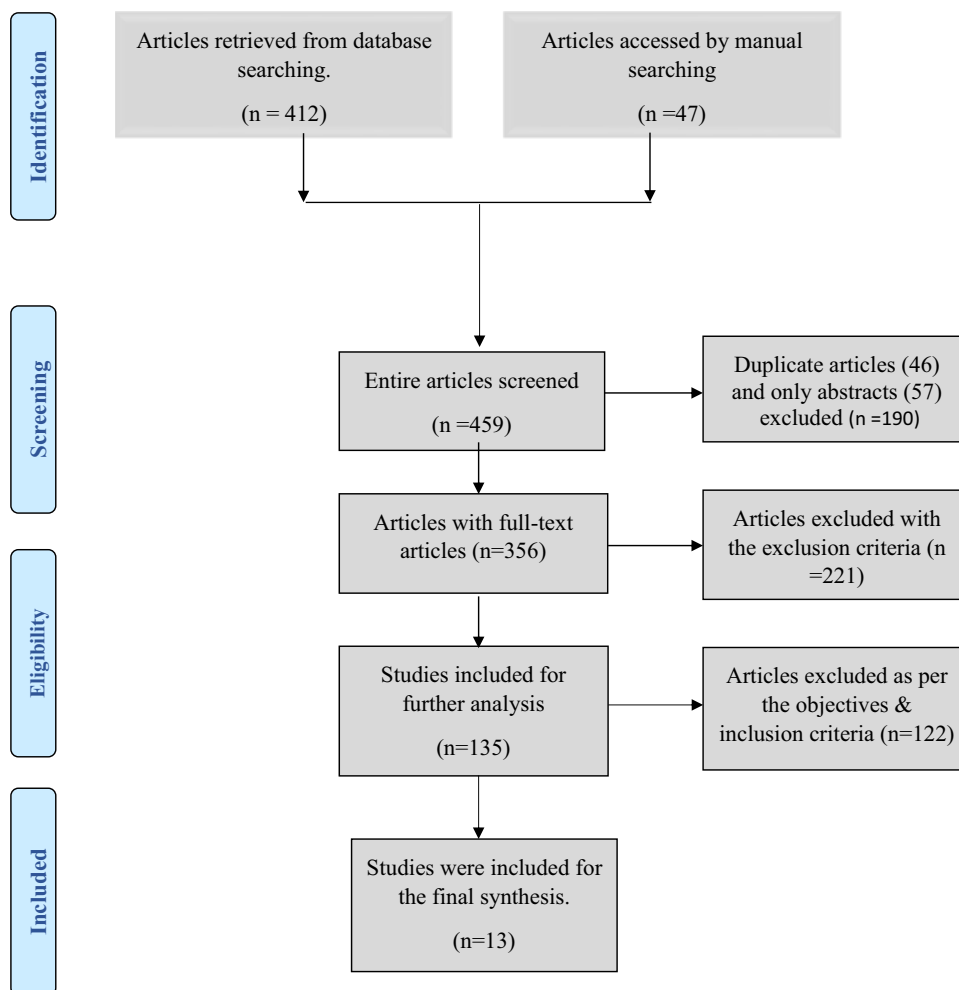 Identification
Articles retrieved from database
searching.
(n = 412)
Articles accessed by manual
searching
(n =47)
Screening
Entire articles screened
(n =459)
Duplicate articles (46)
and only abstracts (57)
excluded (n =190)
Articles with full-text
articles (n=356)
Articles excluded with
the exclusion criteria (n
=221)
Eligibility
Studies included for
further analysis
(n=135)
Articles excluded as per
the objectives &
inclusion criteria (n=122)
Included
Studies were included for
the final synthesis.
(n=13)